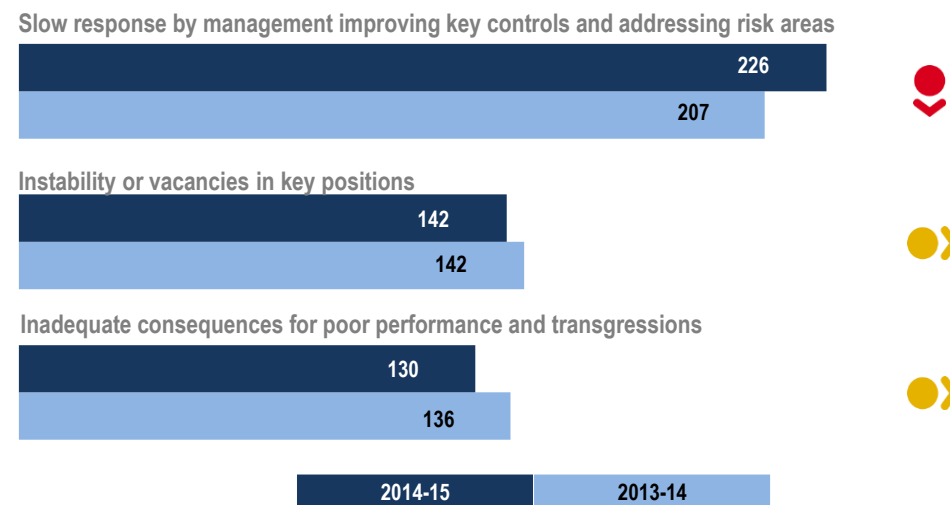 Slow response by management improving key controls and addressing risk areas
226
207
Instability or vacancies in key positions
142
142
Inadequate consequences for poor performance and transgressions
130
136
2014-15 2013-14